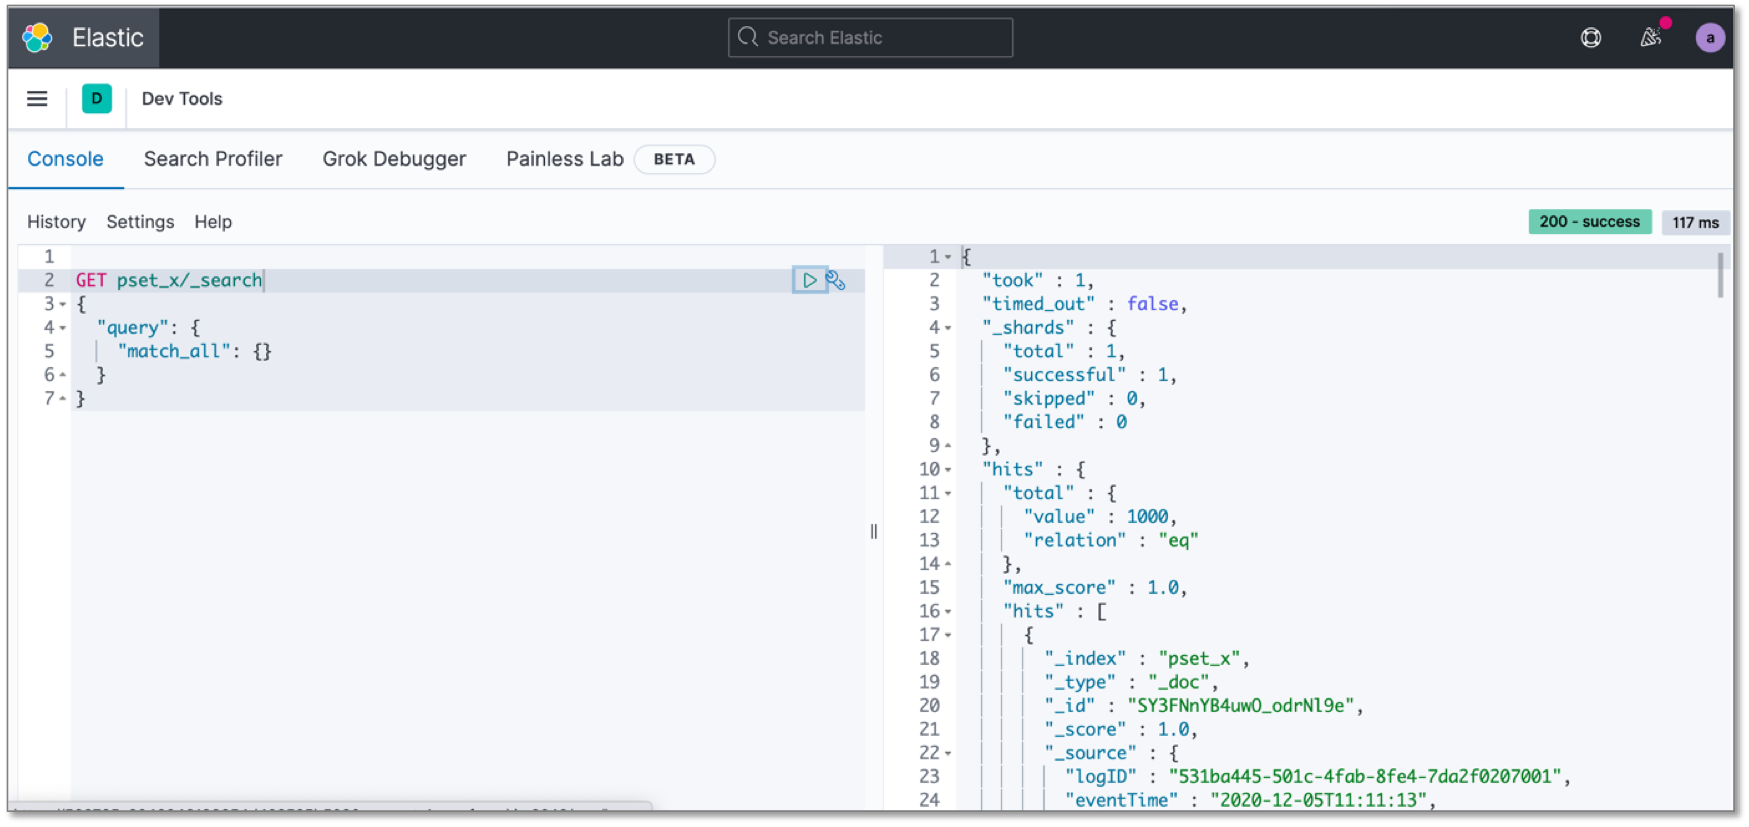 Elastic
Search Elastic
a
D
Dev Tools
Console Search Profiler Grok Debugger Painless Lab BETA
History Settings Help
200 - success 117 ms
1
2 GET pset_x/_search
3 {
4 "query": {
5 "match_all": {}
6 }
7 }
1 {
2 "took" : 1,
3 "timed_out" : false,
4 "_shards" : {
5 "total" : 1,
6 "successful" : 1,
7 "skipped" : 0,
8 "failed" : 0
9 },
10 "hits" : {
11 "total" : {
12 "value" : 1000,
13 "relation" : "eq"
14 },
15 "max_score" : 1.0,
16 "hits" : [
17 {
18 "_index" : "pset_x",
19 "_type" : "_doc",
20 "_id" : "SY3FNnYB4uwO_odrNl9e",
21 "_score" : 1.0,
22 "_source" : {
23 "logID" : "531ba445-501c-4fab-8fe4-7da2f0207001",
24 "eventTime" : "2020-12-05T11:11:13",